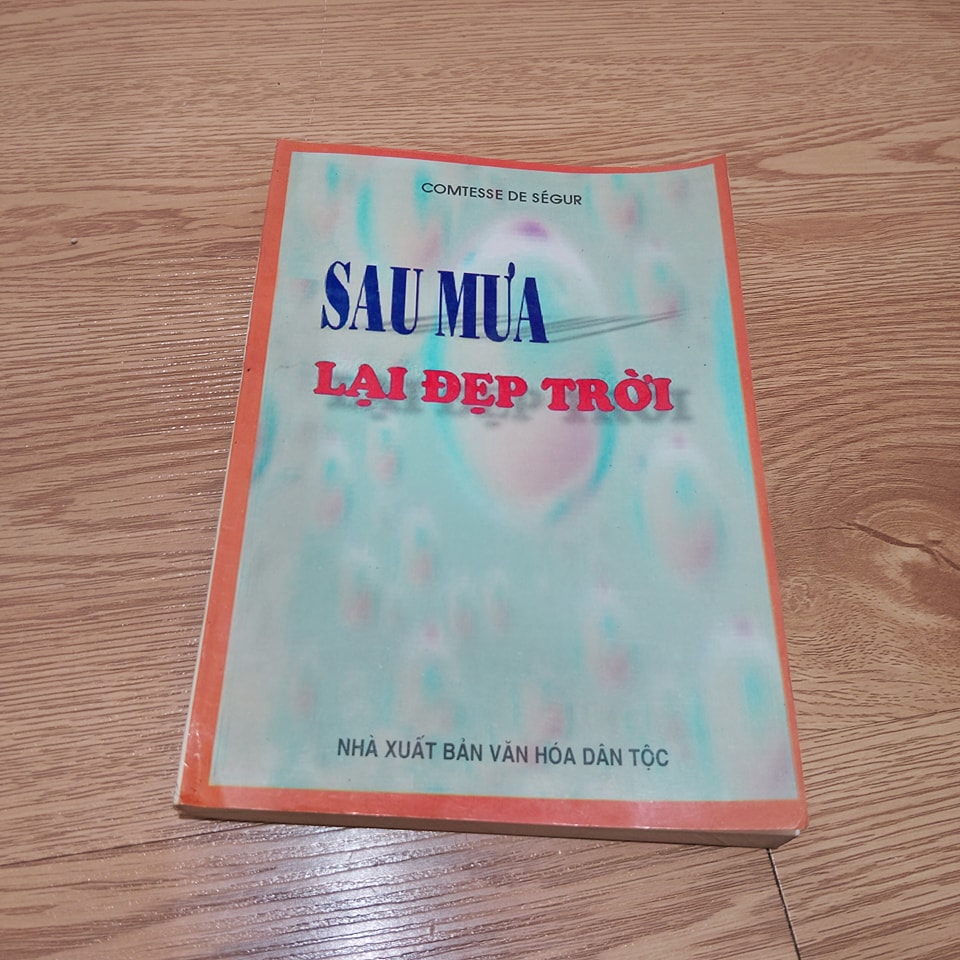 COMTESSE DE SÉGUR
SAU MƯA
LẠI ĐẸP TRỜI
NHÀ XUẤT BẢN VĂN HÓA DÂN TỘC